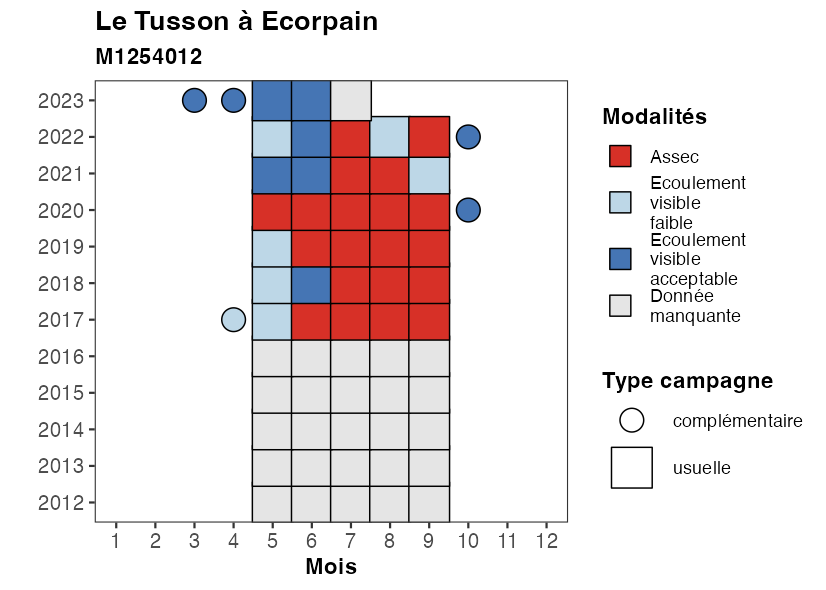 Le Tusson à Ecorpain
M1254012
2023
2022
2021
2020
2019
2018
2017
2016
2015
2014
2013
2012
1 2 3 4 5 6 7 8 9 10 11 12
Mois
Modalités
Assec
Ecoulement
visible
faible
Ecoulement
visible
acceptable
Donnée
manquante
Type campagne
complémentaire
usuelle